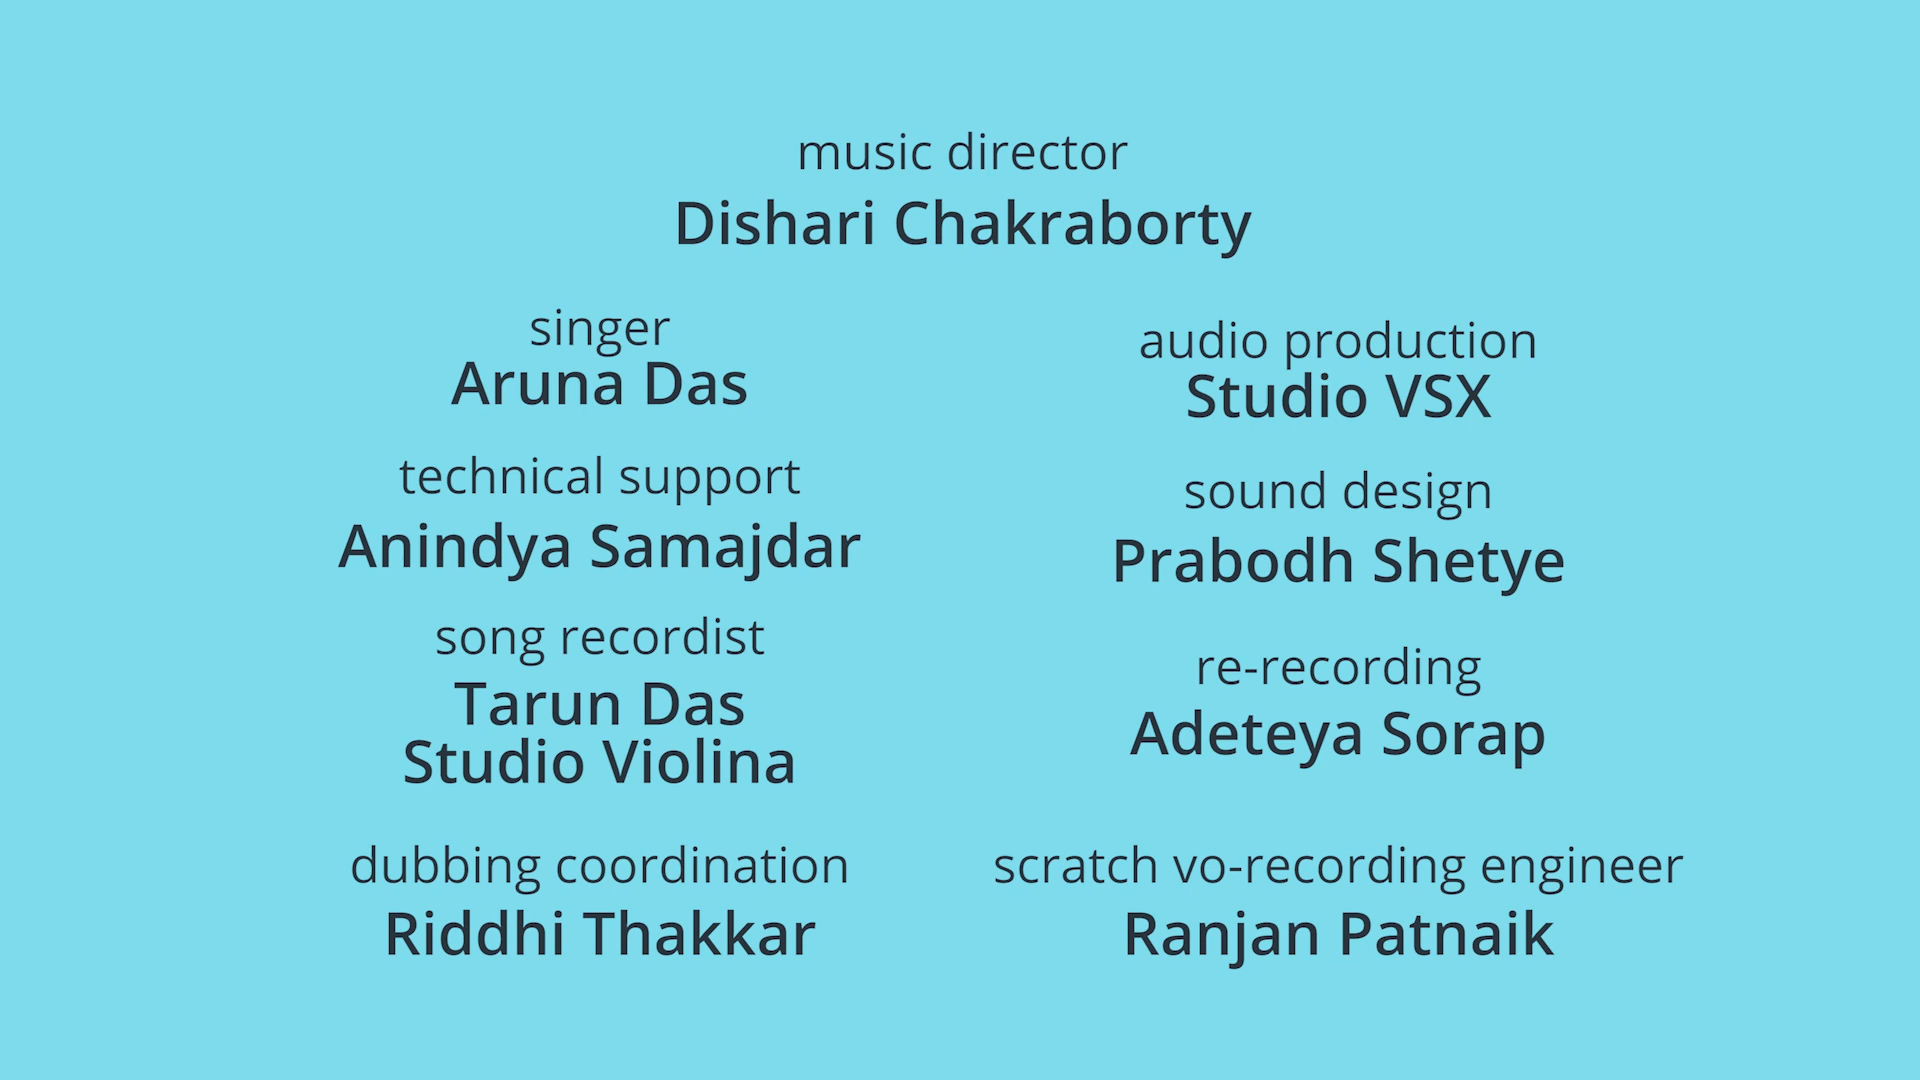 music director
Dishari Chakraborty
singer
Aruna Das
technical support
Anindya Samajdar
song recordist
Tarun Das
Studio Violina
dubbing coordination
Riddhi Thakkar
audio production
Studio VSX
sound design
Prabodh Shetye
re-recording
Adeteya Sorap
scratch vo-recording engineer
Ranjan Patnaik